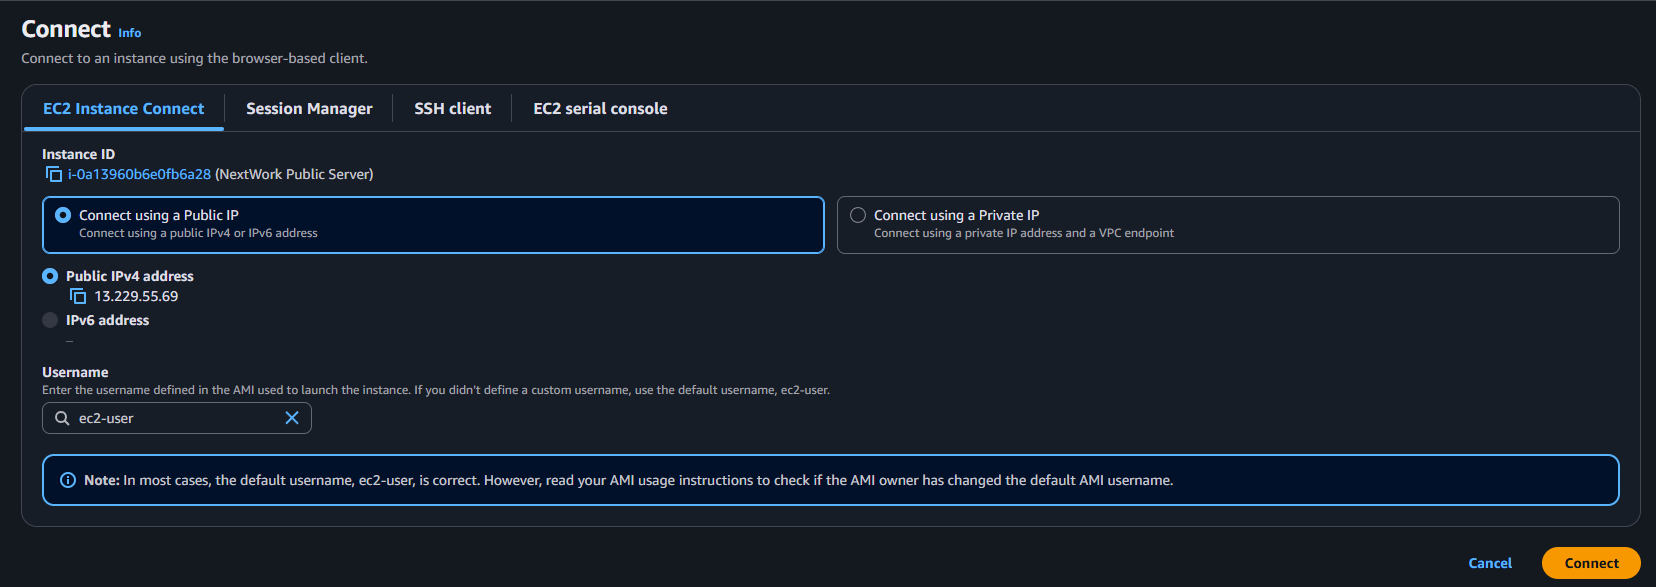 Connect Info
Connect to an instance using the browser-based client.
EC2 Instance Connect Session Manager SSH client EC2 serial console
Instance ID
i-0a13960b6e0fb6a28 (NextWork Public Server)
Connect using a Public IP
Connect using a public IPv4 or IPv6 address
Connect using a Private IP
Connect using a private IP address and a VPC endpoint
Public IPv4 address
13.229.55.69
IPv6 address
–
Username
Enter the username defined in the AMI used to launch the instance. If you didn't define a custom username, use the default username, ec2-user.
ec2-user
Note: In most cases, the default username, ec2-user, is correct. However, read your AMI usage instructions to check if the AMI owner has changed the default AMI username.
Cancel Connect